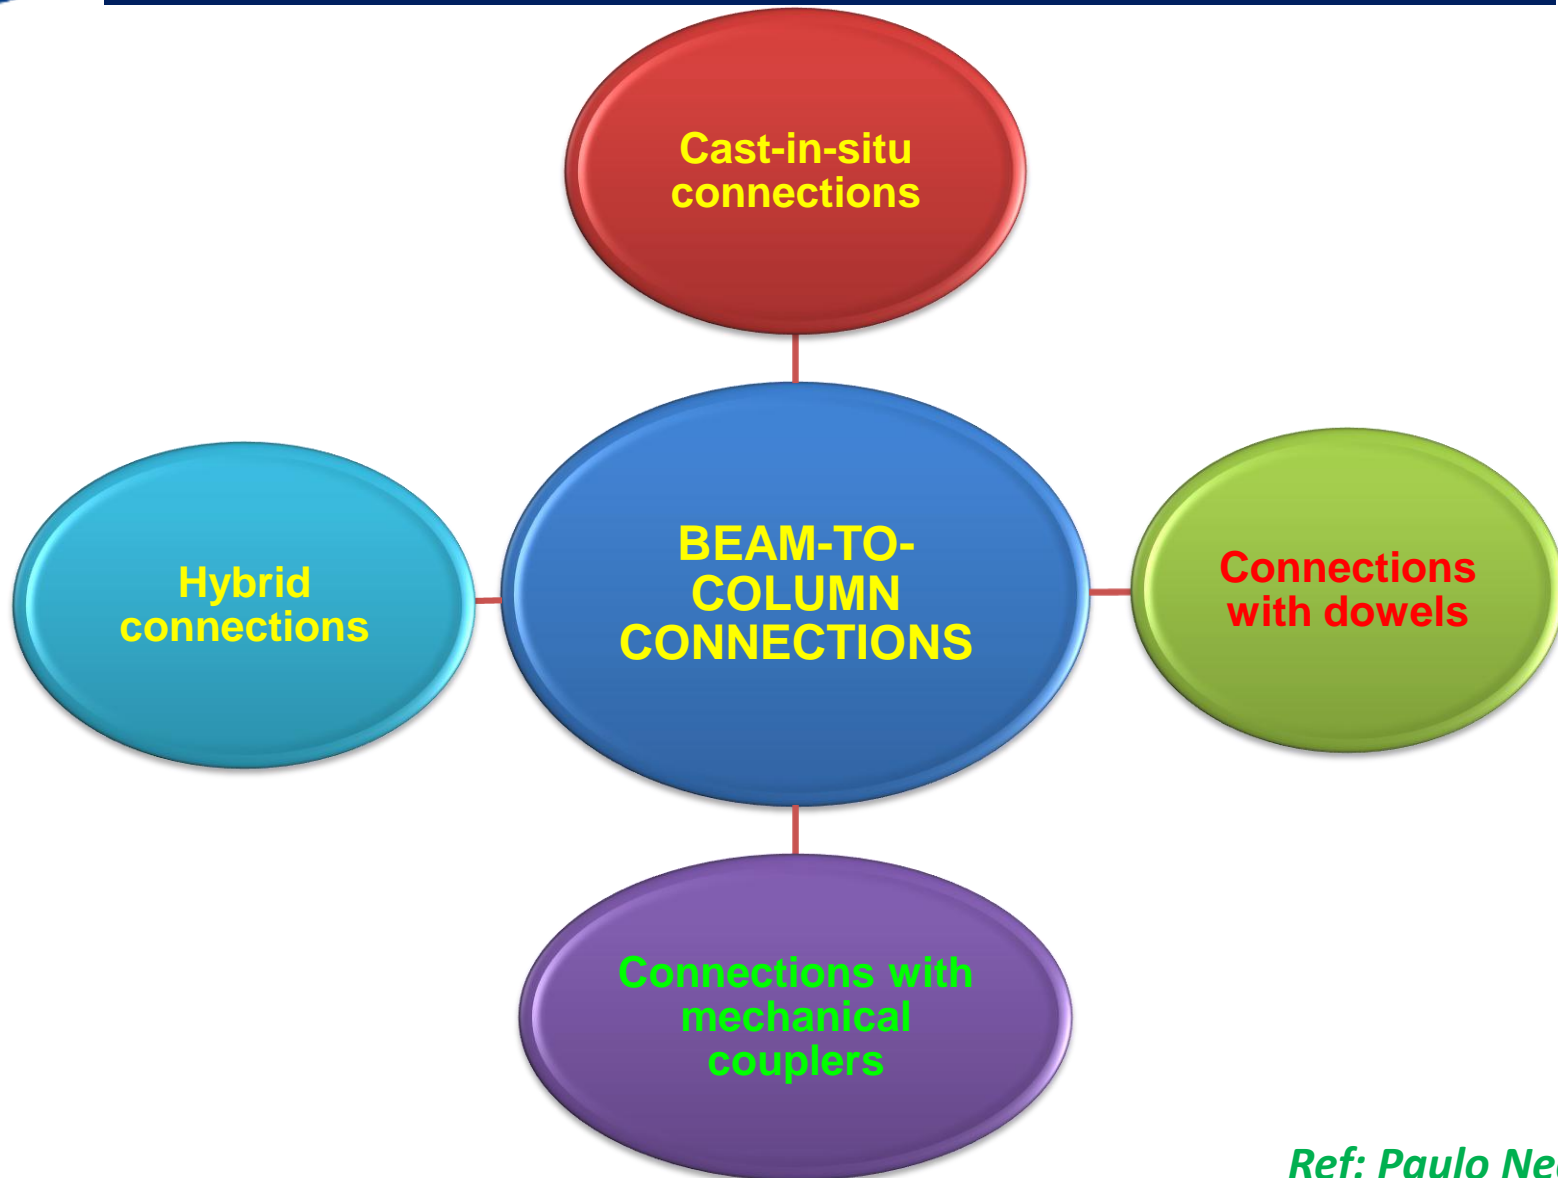 Cast-in-situ
connections
Hybrid
connections
BEAM-TO-
COLUMN
CONNECTIONS
Connections
with dowels
Connections with
mechanical
couplers
Ref: Paulo